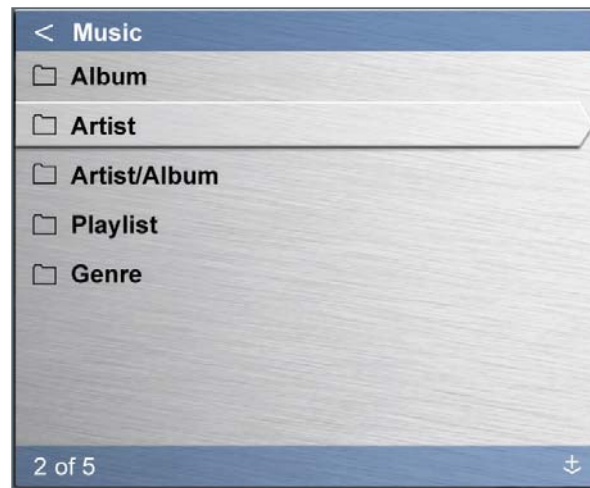 < Music
Album
Artist
Artist/Album
Playlist
Genre
2 of 5